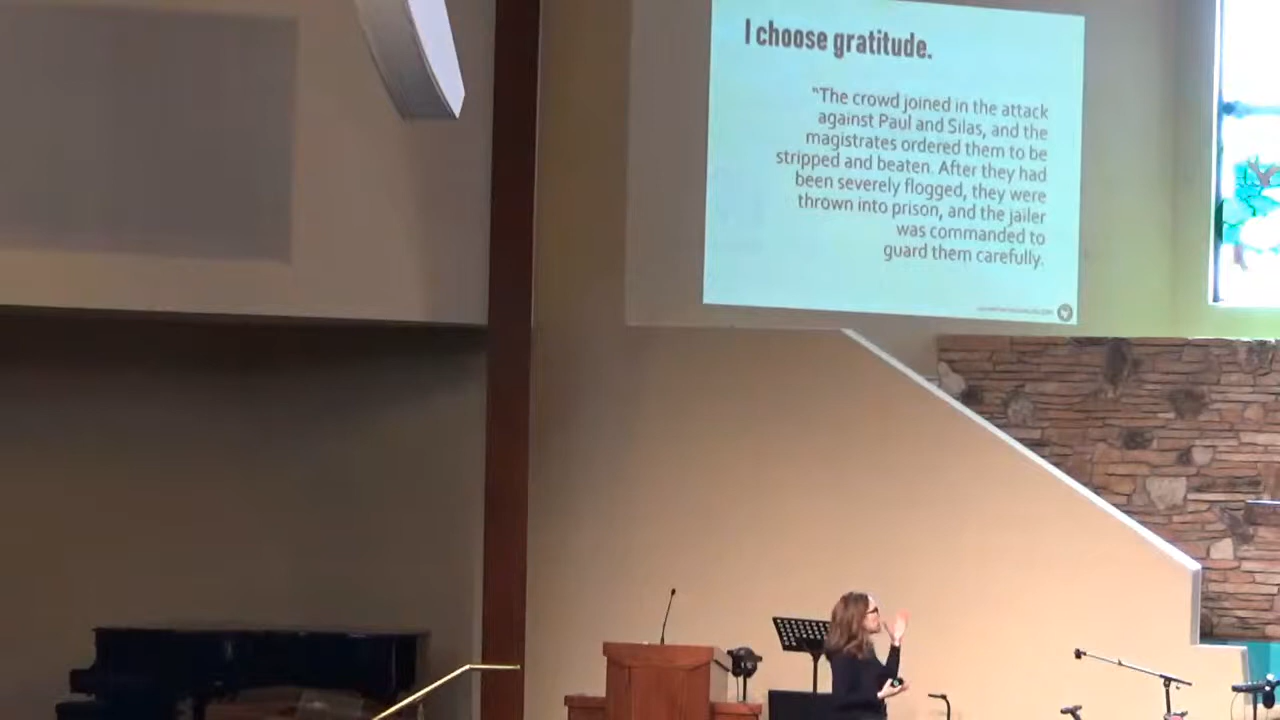 I choose gratitude.
"The crowd joined in the attack
against Paul and Silas, and the
magistrates ordered them to be
stripped and beaten. After they had
been severely flogged, they were
thrown into prison, and the jailer
was commanded to
guard them carefully.